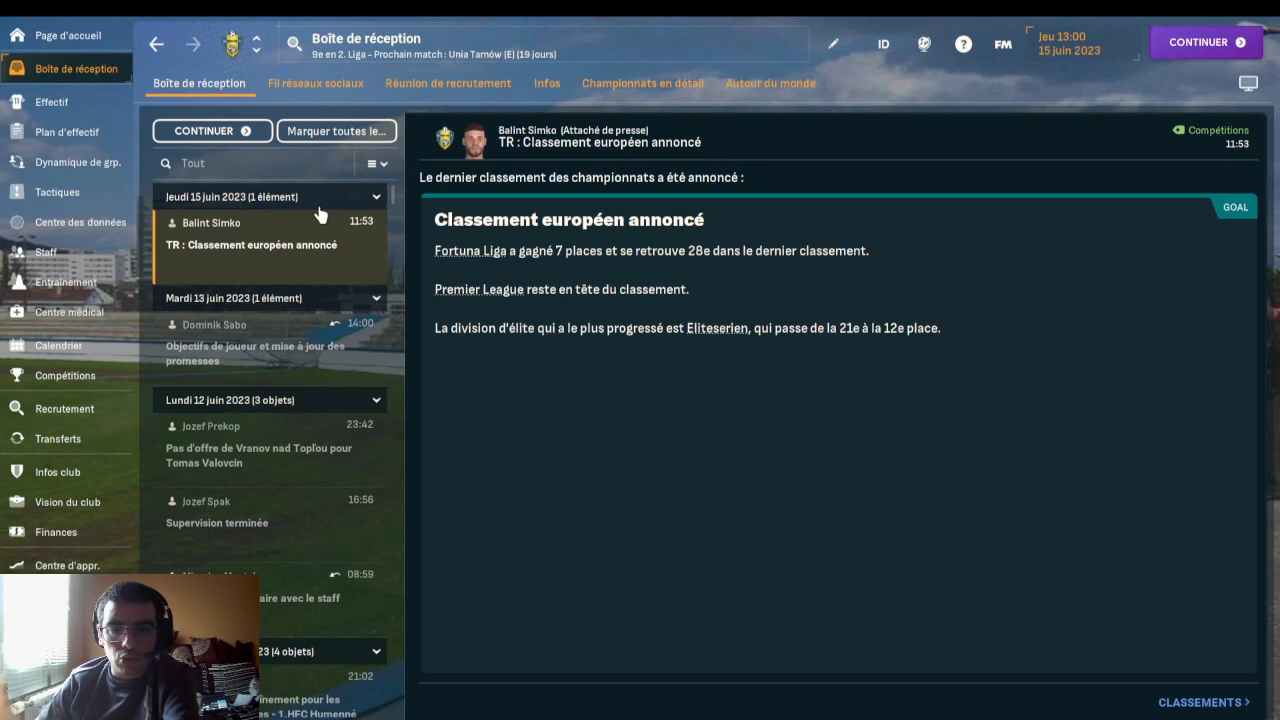 Page d'accueil
Boîte de réception
Effectif
Plan d'effectif
Dynamique de grp.
Tactiques
Centre des données
Staff
Entraînement
Centre médical
Calendrier
Compétitions
Recrutement
Transferts
Infos club
Vision du club
Finances
Centre d'appr.
Boîte de réception
9e en 2. Liga - Prochain match : Unia Tarnów (E) (19 jours)
ID
?
FM
Jeu 13:00
15 juin 2023
CONTINUER
Boîte de réception
Fil réseaux sociaux
Réunion de recrutement
Infos
Championnats en détail
Autour du monde
CONTINUER
Marquer toutes le...
Tout
Jeudi 15 juin 2023 (1 élément)
Balint Simko
11:53
TR : Classement européen annoncé
Mardi 13 juin 2023 (1 élément)
Dominik Sabo
14:00
Objectifs de joueur et mise à jour des
promesses
Lundi 12 juin 2023 (3 objets)
Jozef Prekop
23:42
Pas d'offre de Vranov nad Topľou pour
Tomas Valovcin
Jozef Spak
16:56
Supervision terminée
08:59
aire avec le staff
23 (4 objets)
21:02
inement pour les
as - 1.HFC Humenné
Balint Simko (Attaché de presse)
TR : Classement européen annoncé
Compétitions
11:53
Le dernier classement des championnats a été annoncé :
GOAL
Classement européen annoncé
Fortuna Liga a gagné 7 places et se retrouve 28e dans le dernier classement.
Premier League reste en tête du classement.
La division d'élite qui a le plus progressé est Eliteserien, qui passe de la 21e à la 12e place.
CLASSEMENTS >